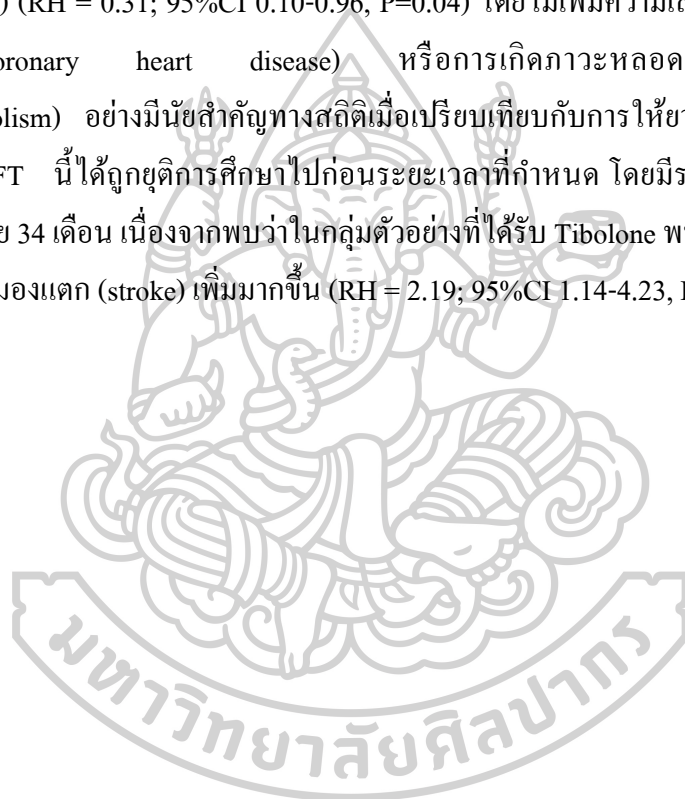 ) (RH = 0.31; 95%CI 0.10-0.96, P=0.04) โดยไม่เพิ่มความเสี่
oronary heart disease) หรือการเกิดภาวะหลอด
olism) อย่างมีนัยสำคัญทางสถิติเมื่อเปรียบเทียบกับการให้ยา
FT นี้ได้ถูกยุติการศึกษาไปก่อนระยะเวลาที่กำหนด โดยมีร
ย 34 เดือน เนื่องจากพบว่าในกลุ่มตัวอย่างที่ได้รับ Tibolone พ
มองแตก (stroke) เพิ่มมากขึ้น (RH = 2.19; 95%CI 1.14-4.23,
มหาวิทยาลัยศิลปากร